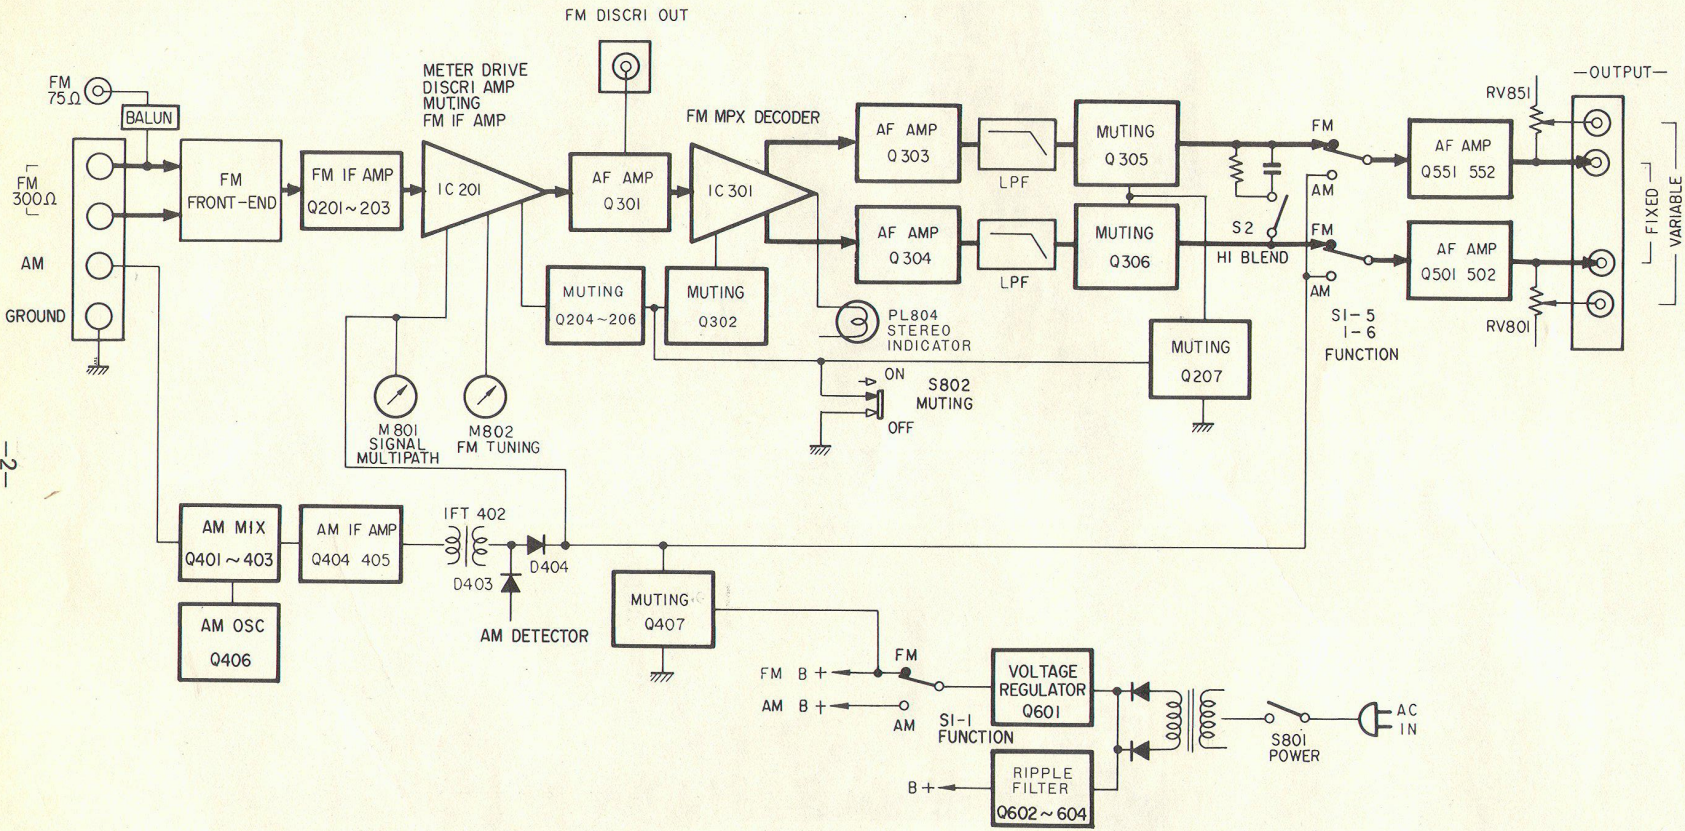 FM DISCRI OUT
FM
75Ω
BALUN
FM
300Ω
AM
GROUND
FM
FRONT-END
FM IF AMP
Q201~203
METER DRIVE
DISCRI AMP
MUTING
FM IF AMP
IC 201
AF AMP
Q301
FM MPX DECODER
IC 301
AF AMP
Q303
LPF
MUTING
Q305
AF AMP
Q304
LPF
MUTING
Q306
FM
AM
S2
HI BLEND
FM
AM
S1-5
1-6
FUNCTION
AF AMP
Q551 552
AF AMP
Q501 502
RV851
RV801
—OUTPUT—
FIXED
VARIABLE
MUTING
Q204~206
MUTING
Q302
PL804
STEREO
INDICATOR
MUTING
Q207
ON
OFF
S802
MUTING
M801
SIGNAL
MULTIPATH
M802
FM TUNING
-2-
AM MIX
Q401~403
AM IF AMP
Q404 405
IFT 402
D403
D404
AM DETECTOR
AM OSC
Q406
MUTING
Q407
FM B+
AM B+
FM
AM
S1-1
FUNCTION
VOLTAGE
REGULATOR
Q601
B+
RIPPLE
FILTER
Q602~604
S801
POWER
AC
IN